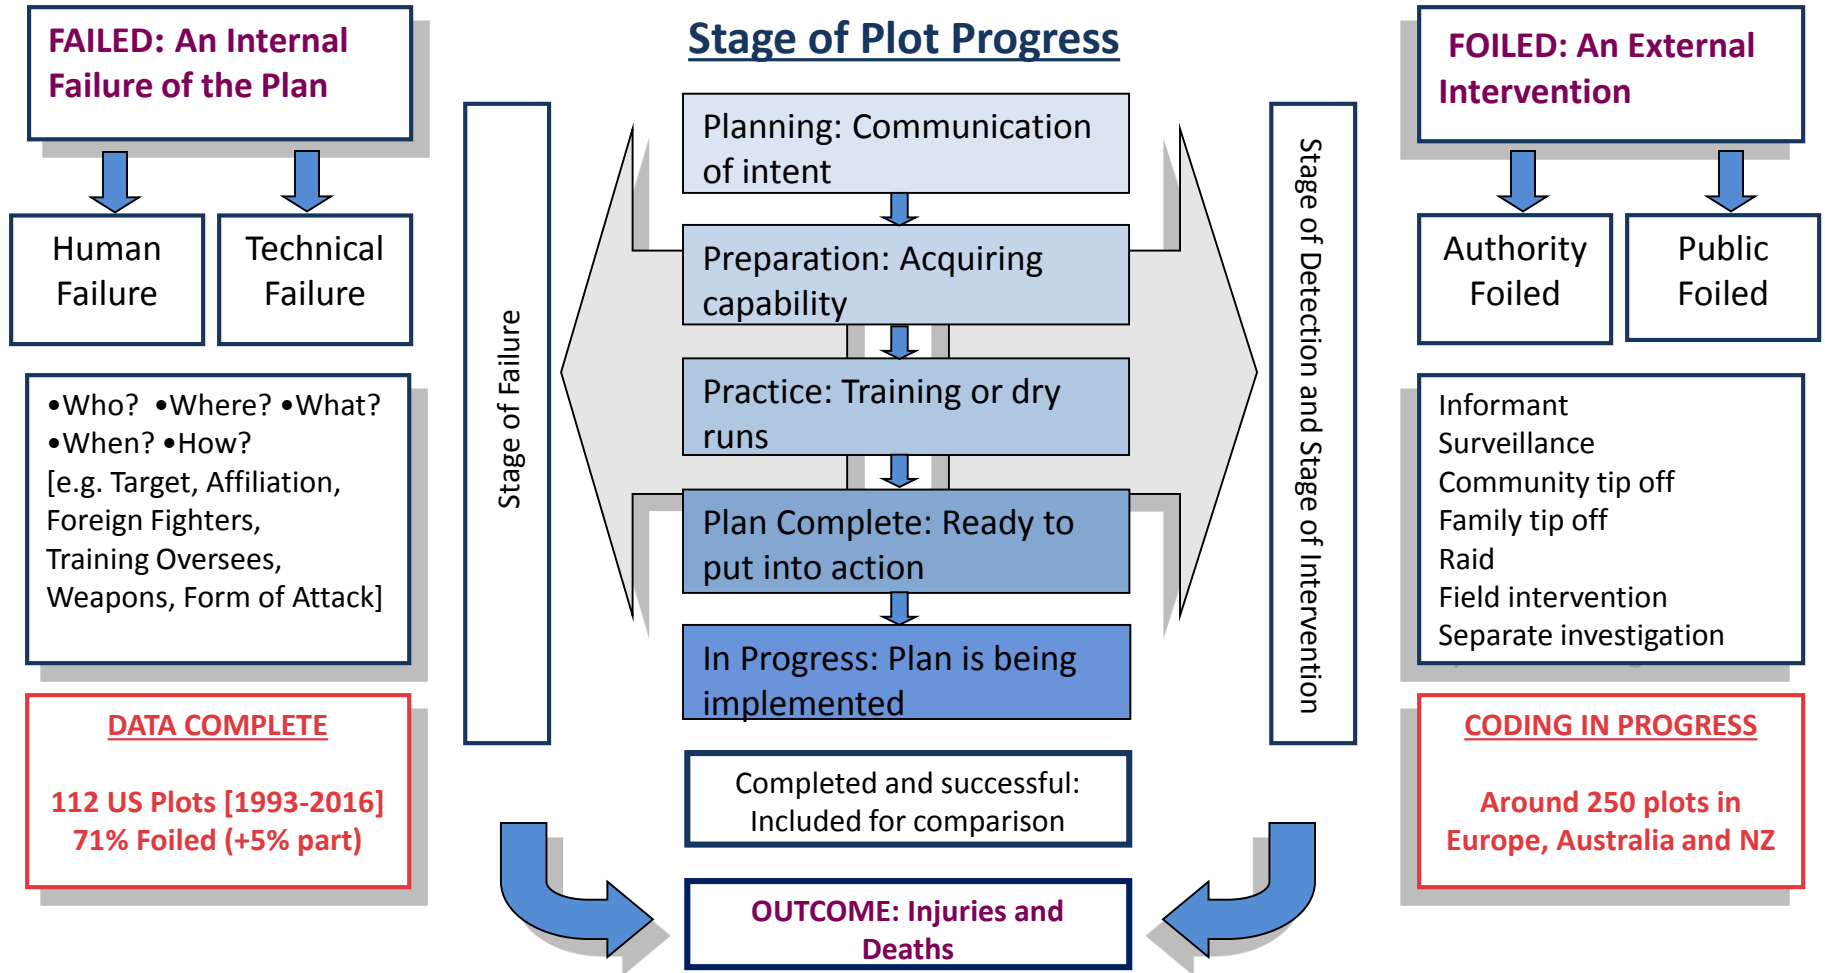 FAILED: An Internal
Failure of the Plan
Human
Failure
Technical
Failure
•Who? •Where? •What?
•When? •How?
[e.g. Target, Affiliation,
Foreign Fighters,
Training Oversees,
Weapons, Form of Attack]
DATA COMPLETE
112 US Plots [1993-2016]
71% Foiled (+5% part)
Stage of Failure
Stage of Plot Progress
Planning: Communication
of intent
Preparation: Acquiring
capability
Practice: Training or dry
runs
Plan Complete: Ready to
put into action
In Progress: Plan is being
implemented
Completed and successful:
Included for comparison
OUTCOME: Injuries and
Deaths
Stage of Detection and Stage of Intervention
FOILED: An External
Intervention
Authority
Foiled
Public
Foiled
Informant
Surveillance
Community tip off
Family tip off
Raid
Field intervention
Separate investigation
CODING IN PROGRESS
Around 250 plots in
Europe, Australia and NZ